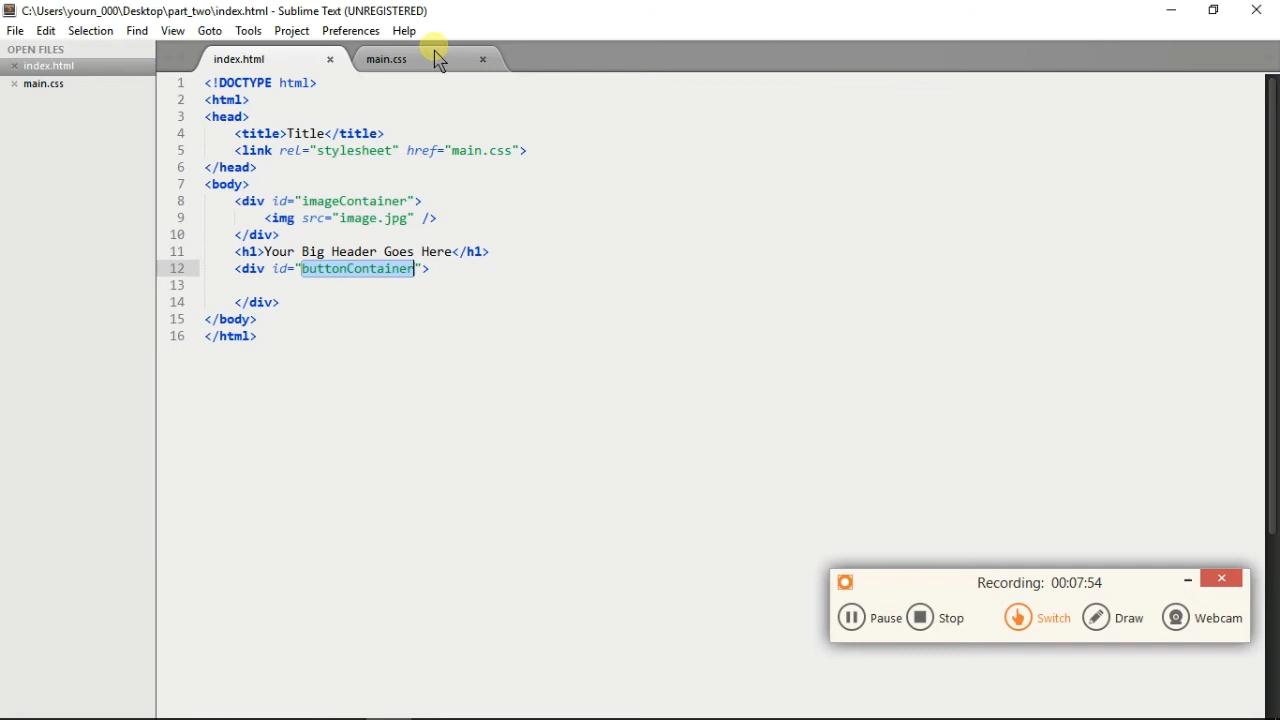 C:\Users\yourn_000\Desktop\part_two\index.html - Sublime Text (UNREGISTERED)
File Edit Selection Find View Goto Tools Project Preferences Help
OPEN FILES
index.html
main.css
index.html main.css
1 <!DOCTYPE html>
2 <html>
3 <head>
4 <title>Title</title>
5 <link rel="stylesheet" href="main.css">
6 </head>
7 <body>
8 <div id="imageContainer">
9 <img src="image.jpg" />
10 </div>
11 <h1>Your Big Header Goes Here</h1>
12 <div id="buttonContainer">
13
14 </div>
15 </body>
16 </html>
Recording: 00:07:54
Pause Stop Switch Draw Webcam